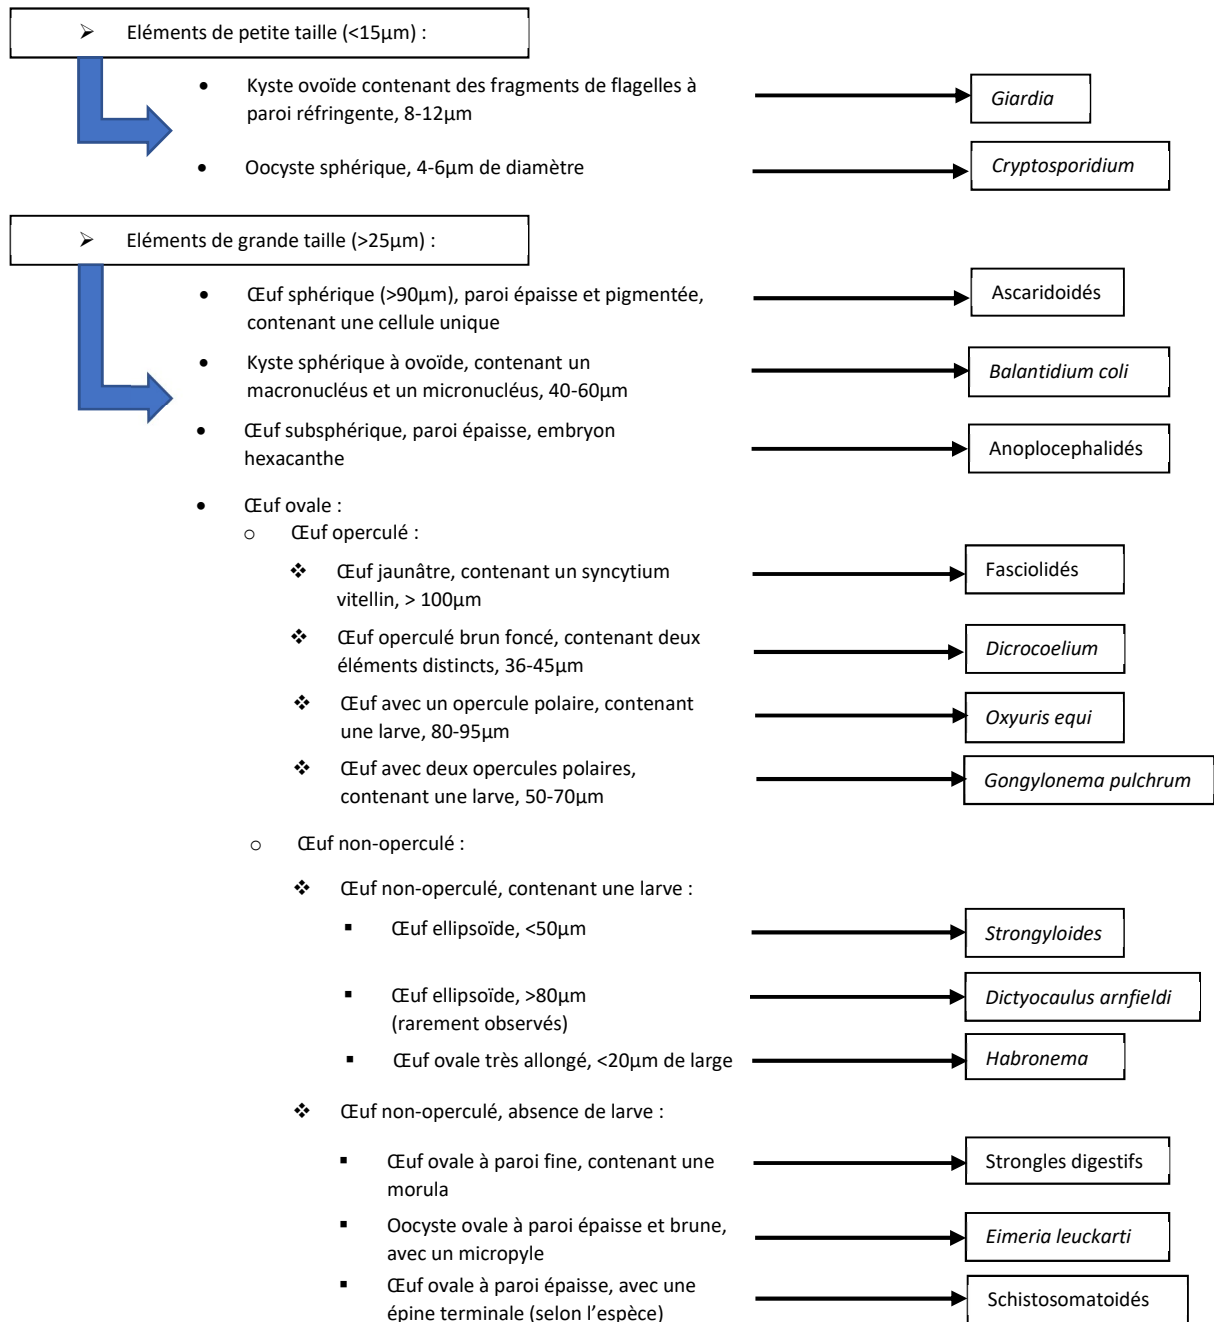 ➢ Eléments de petite taille (<15µm) :
• Kyste ovoïde contenant des fragments de flagelles à
paroi réfringente, 8-12µm
Giardia
• Oocyste sphérique, 4-6µm de diamètre
Cryptosporidium
➢ Eléments de grande taille (>25µm) :
• Œuf sphérique (>90µm), paroi épaisse et pigmentée,
contenant une cellule unique
Ascaridoidés
• Kyste sphérique à ovoïde, contenant un
macronucléus et un micronucléus, 40-60µm
Balantidium coli
• Œuf subsphérique, paroi épaisse, embryon
hexacanthe
Anoplocephalidés
• Œuf ovale :
o Œuf operculé :
❖ Œuf jaunâtre, contenant un syncytium
vitellin, > 100µm
Fasciolidés
❖ Œuf operculé brun foncé, contenant deux
éléments distincts, 36-45µm
Dicrocoelium
❖ Œuf avec un opercule polaire, contenant
une larve, 80-95µm
Oxyuris equi
❖ Œuf avec deux opercules polaires,
contenant une larve, 50-70µm
Gongylonema pulchrum
o Œuf non-operculé :
❖ Œuf non-operculé, contenant une larve :
▪ Œuf ellipsoïde, <50µm
Strongyloides
▪ Œuf ellipsoïde, >80µm
(rarement observés)
Dictyocaulus arnfieldi
▪ Œuf ovale très allongé, <20µm de large
Habronema
❖ Œuf non-operculé, absence de larve :
▪ Œuf ovale à paroi fine, contenant une
morula
Strongles digestifs
▪ Oocyste ovale à paroi épaisse et brune,
avec un micropyle
Eimeria leuckarti
▪ Œuf ovale à paroi épaisse, avec une
épine terminale (selon l'espèce)
Schistosomatoidés